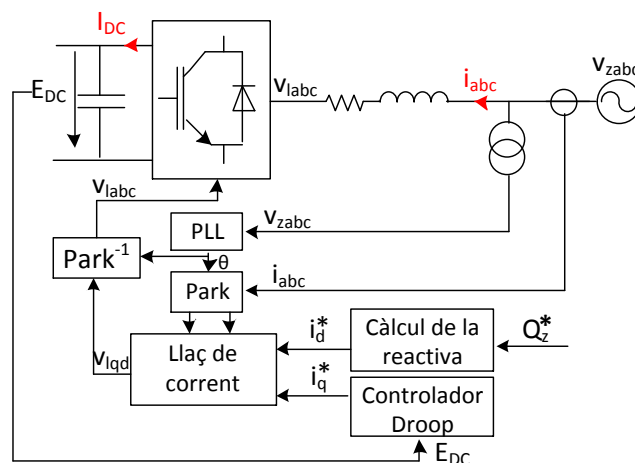 I_DC
v_zabc
v_labc
i_abc
E_DC
v_labc
PLL
v_zabc
Park⁻¹
θ
Park
i_abc
i_d*
Càlcul de la
reactiva
Q_z*
Llaç de
corrent
v_lqd
i_q*
Controlador
Droop
E_DC